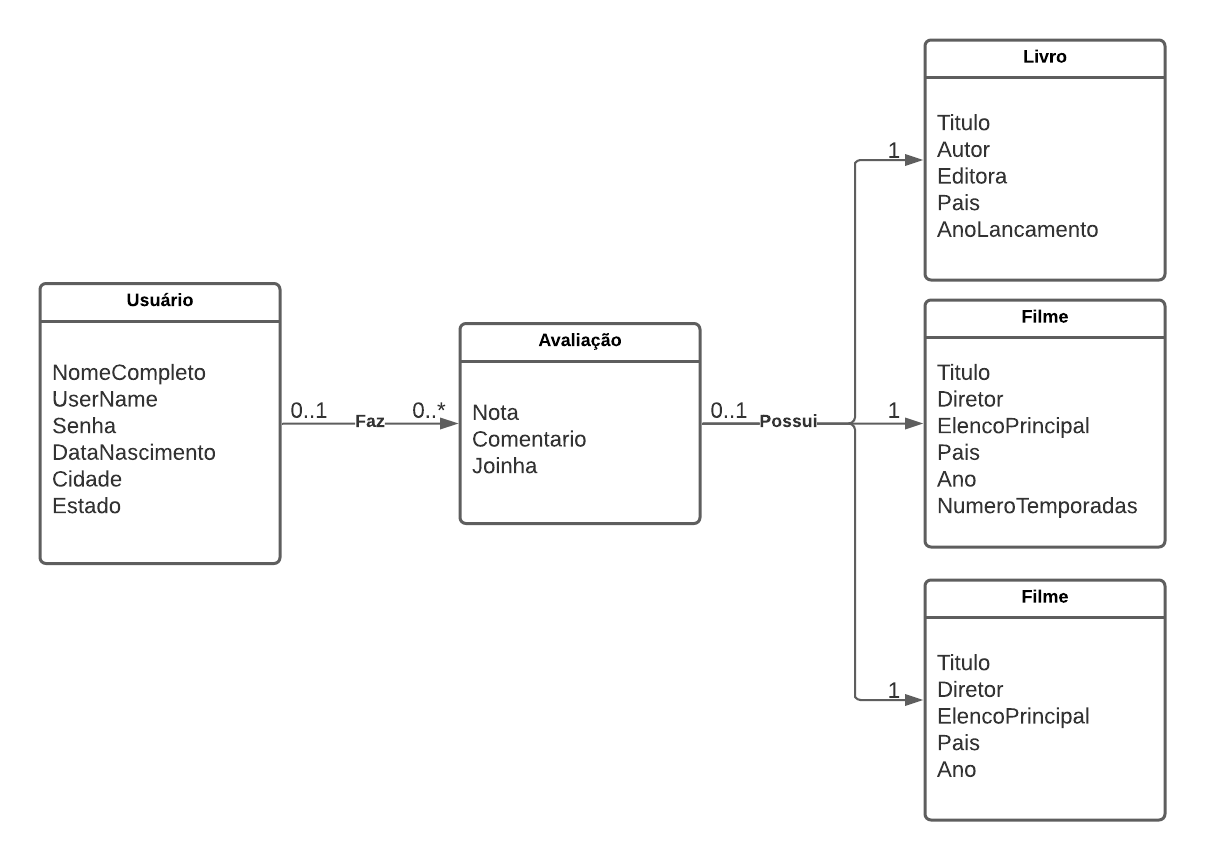 Livro
Titulo
Autor
Editora
Pais
AnoLancamento
Usuário
NomeCompleto
UserName
Senha
DataNascimento
Cidade
Estado
0..1
Faz
0..*
Avaliação
Nota
Comentario
Joinha
0..1
Possui
1
1
1
Filme
Titulo
Diretor
ElencoPrincipal
Pais
Ano
NumeroTemporadas
Filme
Titulo
Diretor
ElencoPrincipal
Pais
Ano